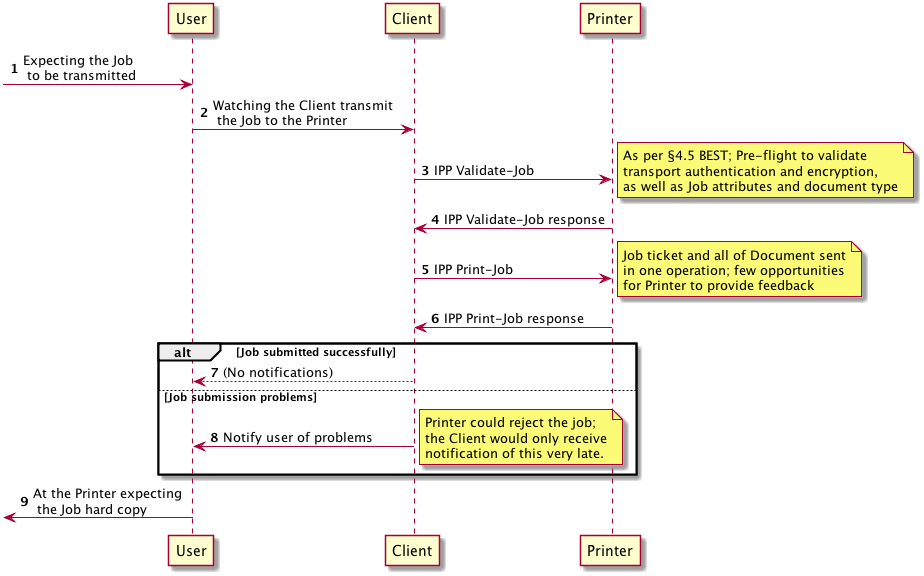 User
Client
Printer
1 Expecting the Job
to be transmitted
2 Watching the Client transmit
the Job to the Printer
3 IPP Validate-Job
As per §4.5 BEST; Pre-flight to validate
transport authentication and encryption,
as well as Job attributes and document type
4 IPP Validate-Job response
5 IPP Print-Job
Job ticket and all of Document sent
in one operation; few opportunities
for Printer to provide feedback
6 IPP Print-Job response
alt
[Job submitted successfully]
7 (No notifications)
[Job submission problems]
8 Notify user of problems
Printer could reject the job;
the Client would only receive
notification of this very late.
9 At the Printer expecting
the Job hard copy
User
Client
Printer